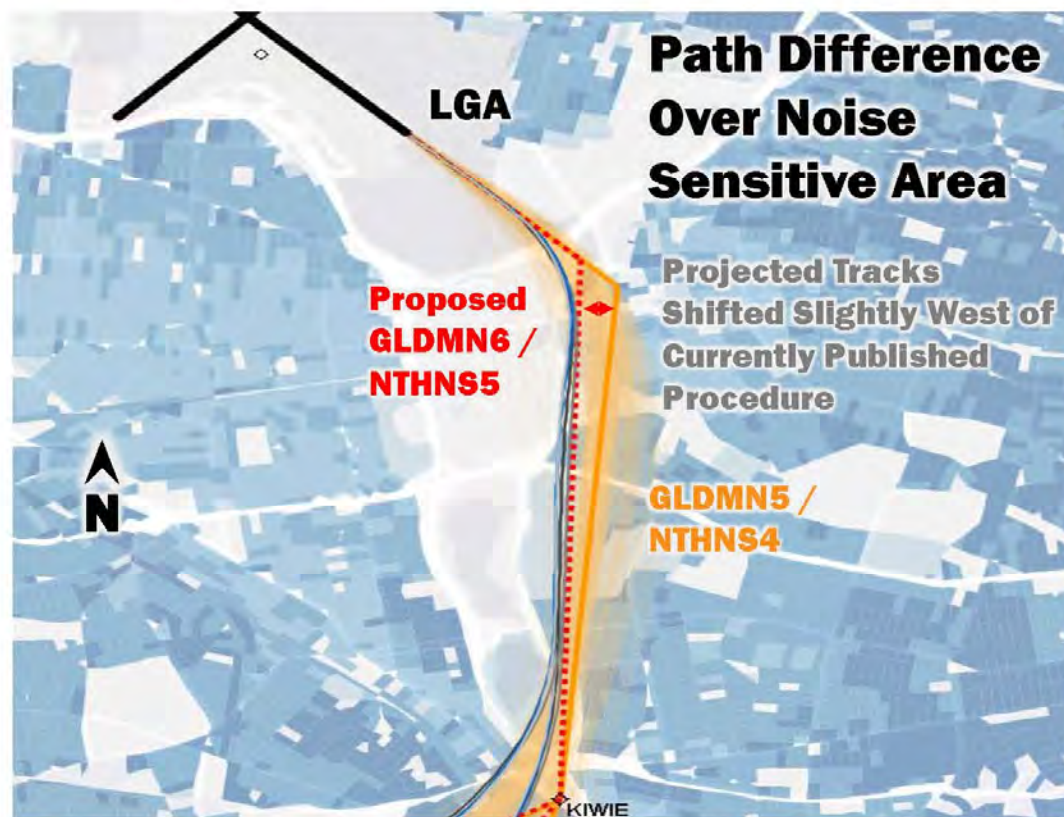 Path Difference
Over Noise
Sensitive Area
LGA
Projected Tracks
Shifted Slightly West of
Currently Published
Procedure
Proposed
GLDMN6 /
NTHNS5
GLDMN5 /
NTHNS4
N
KIWIE